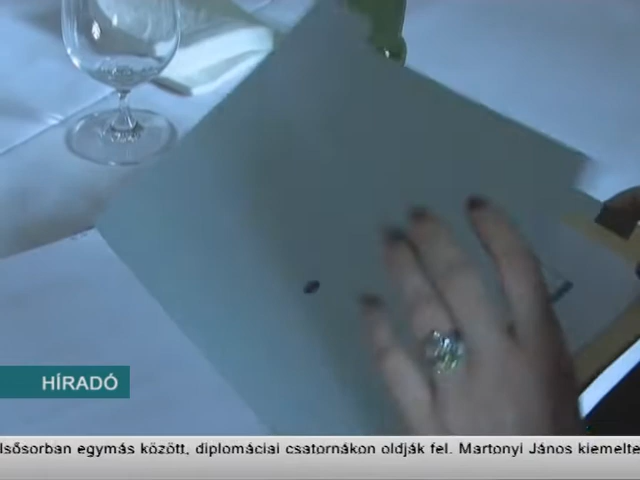 HÍRADÓ
lsősorban egymás között, diplomáciai csatornákon oldják fel. Martonyi János kiemelte